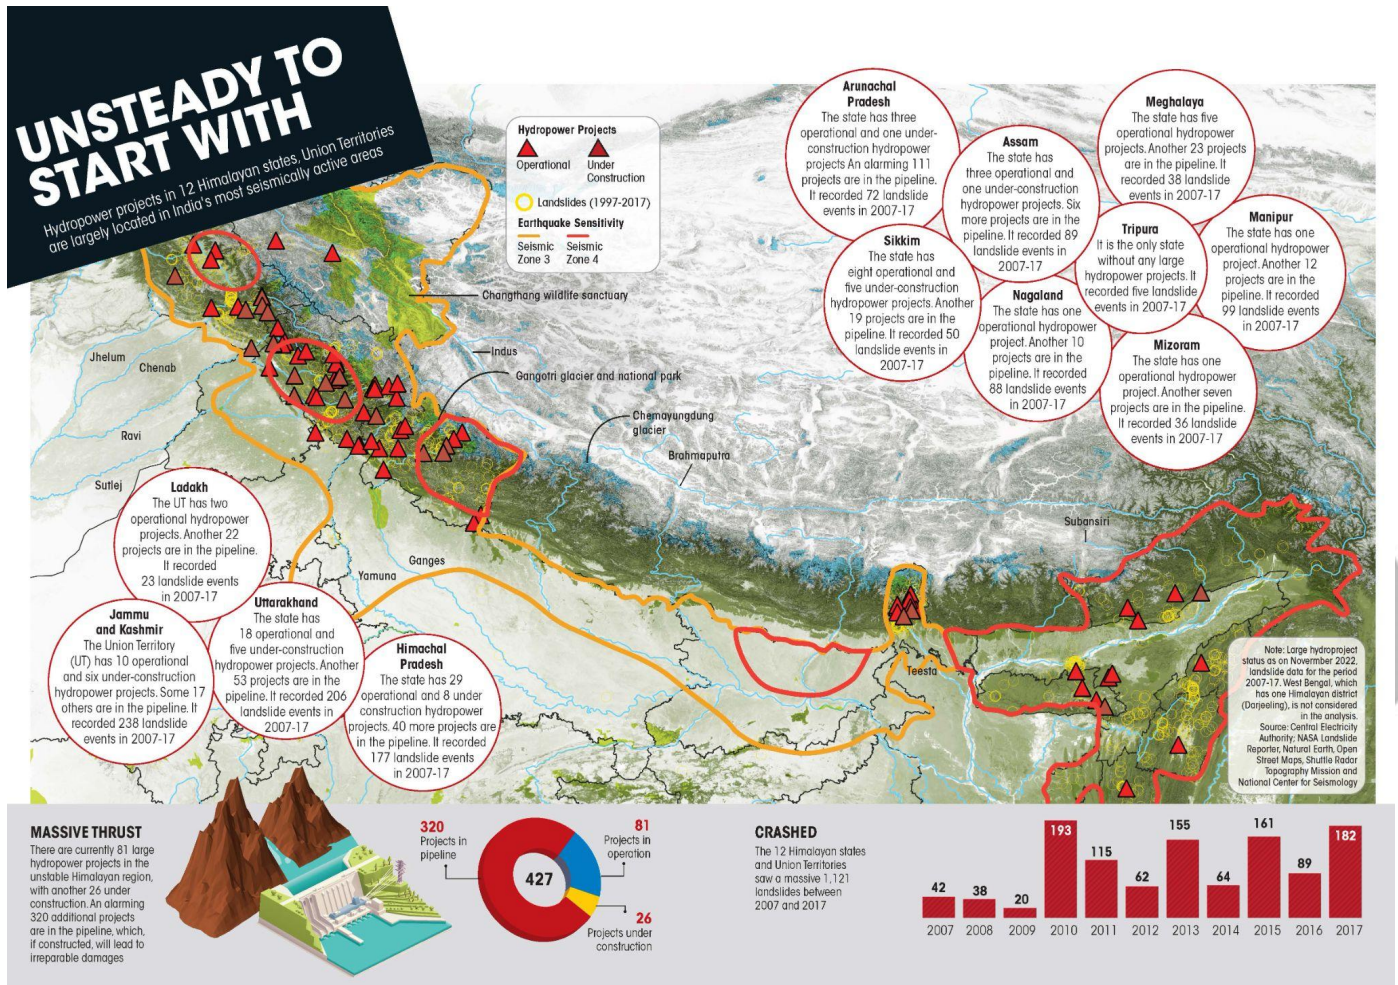 UNSTEADY TO
START WITH
Hydropower projects in 12 Himalayan states, Union Territories
are largely located in India's most seismically active areas
Hydropower Projects
Operational
Under
Construction
Landslides (1997-2017)
Earthquake Sensitivity
Seismic
Zone 3
Seismic
Zone 4
Arunachal
Pradesh
The state has three
operational and one under-
construction hydropower
projects An alarming 111
projects are in the pipeline.
It recorded 72 landslide
events in 2007-17
Assam
The state has
three operational and
one under-construction
hydropower projects. Six
more projects are in the
pipeline. It recorded 89
landslide events in
2007-17
Meghalaya
The state has five
operational hydropower
projects. Another 23 projects
are in the pipeline. It
recorded 38 landslide
events in 2007-17
Sikkim
The state has
eight operational and
five under-construction
hydropower projects. Another
19 projects are in the
pipeline. It recorded 50
landslide events in
2007-17
Tripura
It is the only state
without any large
hydropower projects. It
recorded five landslide
events in 2007-17
Manipur
The state has one
operational hydropower
project. Another 12
projects are in the
pipeline. It recorded
99 landslide events
in 2007-17
Nagaland
The state has one
operational hydropower
project. Another 10
projects are in the
pipeline. It recorded
88 landslide events
in 2007-17
Mizoram
The state has one
operational hydropower
project. Another seven
projects are in the pipeline.
It recorded 36 landslide
events in 2007-17
Changthang wildlife sanctuary
Indus
Gangotri glacier and national park
Chemayungdung
glacier
Brahmaputra
Jhelum
Chenab
Ravi
Sutlej
Yamuna
Ganges
Subansiri
Teesta
Ladakh
The UT has two
operational hydropower
projects. Another 22
projects are in the pipeline.
It recorded
23 landslide events
in 2007-17
Jammu
and Kashmir
The Union Territory
(UT) has 10 operational
and six under-construction
hydropower projects. Some 17
others are in the pipeline. It
recorded 238 landslide
events in 2007-17
Uttarakhand
The state has
18 operational and
five under-construction
hydropower projects. Another
53 projects are in the
pipeline. It recorded 206
landslide events in
2007-17
Himachal
Pradesh
The state has 29
operational and 8 under
construction hydropower
projects. 40 more projects are
in the pipeline. It recorded
177 landslide events
in 2007-17
Note: Large hydroproject
status as on November 2022,
landslide data for the period
2007-17. West Bengal, which
has one Himalayan district
(Darjeeling), is not considered
in the analysis.
Source: Central Electricity
Authority; NASA Landslide
Reporter, Natural Earth, Open
Street Maps, Shuttle Radar
Topography Mission and
National Center for Seismology
MASSIVE THRUST
There are currently 81 large
hydropower projects in the
unstable Himalayan region,
with another 26 under
construction. An alarming
320 additional projects
are in the pipeline, which,
if constructed, will lead to
irreparable damages
320
Projects in
pipeline
427
81
Projects in
operation
26
Projects under
construction
CRASHED
The 12 Himalayan states
and Union Territories
saw a massive 1,121
landslides between
2007 and 2017
42 38 20 193 115 62 155 64 161 89 182
2007 2008 2009 2010 2011 2012 2013 2014 2015 2016 2017